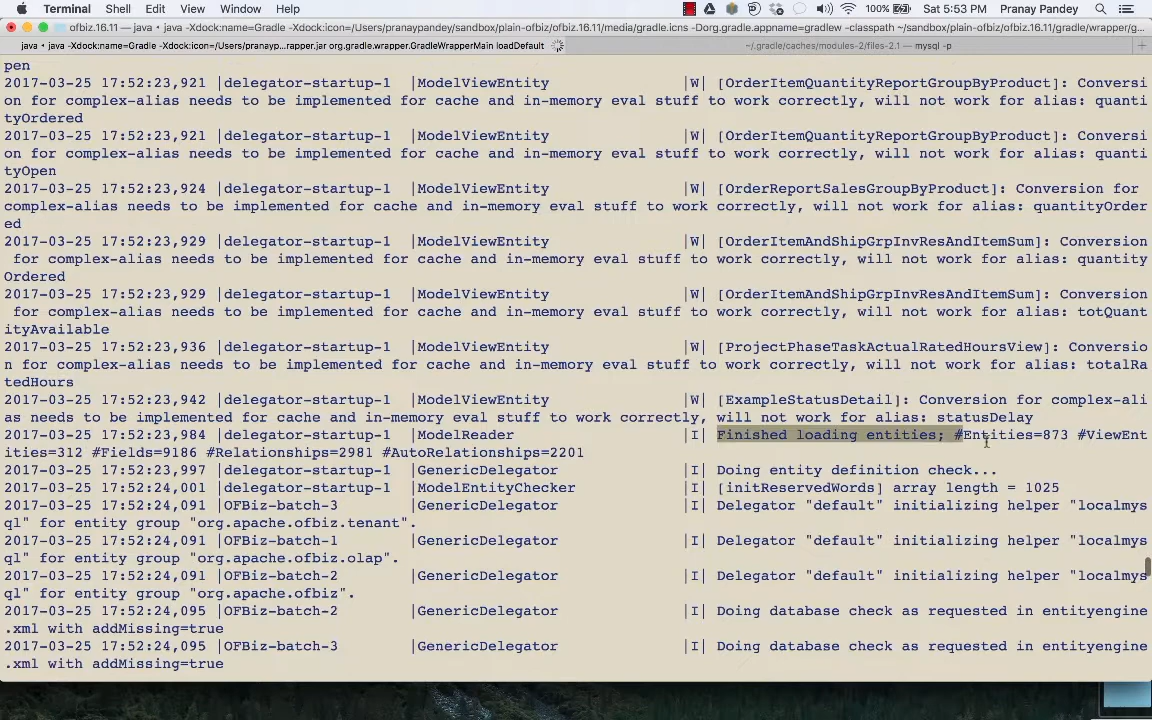 Terminal Shell Edit View Window Help 100% Sat 5:53 PM Pranay Pandey
ofbiz.16.11 — java ‹ java -Xdock:name=Gradle -Xdock:icon=/Users/pranaypandey/sandbox/plain-ofbiz/ofbiz.16.11/media/gradle.icns -Dorg.gradle.appname=gradlew -classpath ~/sandbox/plain-ofbiz/ofbiz.16.11/gradle/wrapper/g...
java ‹ java -Xdock:name=Gradle -Xdock:icon=/Users/pranayp...rapper.jar org.gradle.wrapper.GradleWrapperMain loadDefault ~/.gradle/caches/modules-2/files-2.1 — mysql -p +
pen
2017-03-25 17:52:23,921 |delegator-startup-1 |ModelViewEntity |W| [OrderItemQuantityReportGroupByProduct]: Conversi
on for complex-alias needs to be implemented for cache and in-memory eval stuff to work correctly, will not work for alias: quanti
tyOrdered
2017-03-25 17:52:23,921 |delegator-startup-1 |ModelViewEntity |W| [OrderItemQuantityReportGroupByProduct]: Conversi
on for complex-alias needs to be implemented for cache and in-memory eval stuff to work correctly, will not work for alias: quanti
tyOpen
2017-03-25 17:52:23,924 |delegator-startup-1 |ModelViewEntity |W| [OrderReportSalesGroupByProduct]: Conversion for
complex-alias needs to be implemented for cache and in-memory eval stuff to work correctly, will not work for alias: quantityOrder
ed
2017-03-25 17:52:23,929 |delegator-startup-1 |ModelViewEntity |W| [OrderItemAndShipGrpInvResAndItemSum]: Conversion
for complex-alias needs to be implemented for cache and in-memory eval stuff to work correctly, will not work for alias: quantity
Ordered
2017-03-25 17:52:23,929 |delegator-startup-1 |ModelViewEntity |W| [OrderItemAndShipGrpInvResAndItemSum]: Conversion
for complex-alias needs to be implemented for cache and in-memory eval stuff to work correctly, will not work for alias: totQuant
ityAvailable
2017-03-25 17:52:23,936 |delegator-startup-1 |ModelViewEntity |W| [ProjectPhaseTaskActualRatedHoursView]: Conversio
n for complex-alias needs to be implemented for cache and in-memory eval stuff to work correctly, will not work for alias: totalRa
tedHours
2017-03-25 17:52:23,942 |delegator-startup-1 |ModelViewEntity |W| [ExampleStatusDetail]: Conversion for complex-ali
as needs to be implemented for cache and in-memory eval stuff to work correctly, will not work for alias: statusDelay
2017-03-25 17:52:23,984 |delegator-startup-1 |ModelReader |I| Finished loading entities; #Entities=873 #ViewEnt
ities=312 #Fields=9186 #Relationships=2981 #AutoRelationships=2201
2017-03-25 17:52:23,997 |delegator-startup-1 |GenericDelegator |I| Doing entity definition check...
2017-03-25 17:52:24,001 |delegator-startup-1 |ModelEntityChecker |I| [initReservedWords] array length = 1025
2017-03-25 17:52:24,091 |OFBiz-batch-3 |GenericDelegator |I| Delegator "default" initializing helper "localmys
ql" for entity group "org.apache.ofbiz.tenant".
2017-03-25 17:52:24,091 |OFBiz-batch-1 |GenericDelegator |I| Delegator "default" initializing helper "localmys
ql" for entity group "org.apache.ofbiz.olap".
2017-03-25 17:52:24,091 |OFBiz-batch-2 |GenericDelegator |I| Delegator "default" initializing helper "localmys
ql" for entity group "org.apache.ofbiz".
2017-03-25 17:52:24,095 |OFBiz-batch-2 |GenericDelegator |I| Doing database check as requested in entityengine
.xml with addMissing=true
2017-03-25 17:52:24,095 |OFBiz-batch-3 |GenericDelegator |I| Doing database check as requested in entityengine
.xml with addMissing=true